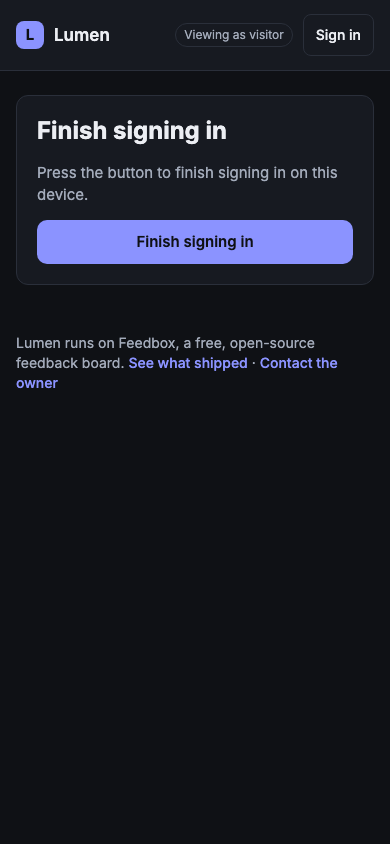 L
Lumen
Viewing as visitor
Sign in
Finish signing in
Press the button to finish signing in on this
device.
Finish signing in
Lumen runs on Feedbox, a free, open-source
feedback board. See what shipped · Contact the
owner